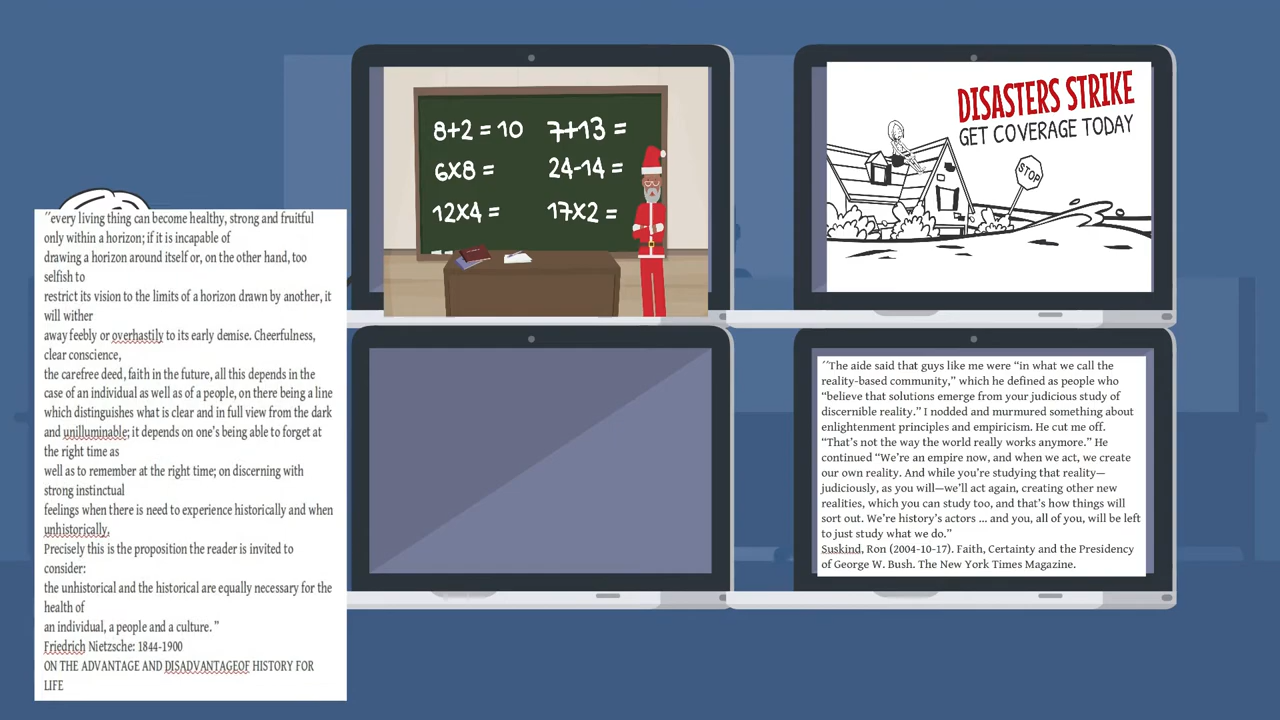 ´´every living thing can become healthy, strong and fruitful
only within a horizon; if it is incapable of
drawing a horizon around itself or, on the other hand, too
selfish to
restrict its vision to the limits of a horizon drawn by another, it
will wither
away feebly or overhastily to its early demise. Cheerfulness,
clear conscience,
the carefree deed, faith in the future, all this depends in the
case of an individual as well as of a people, on there being a line
which distinguishes what is clear and in full view from the dark
and unilluminable; it depends on one's being able to forget at
the right time as
well as to remember at the right time; on discerning with
strong instinctual
feelings when there is need to experience historically and when
unhistorically.
Precisely this is the proposition the reader is invited to
consider:
the unhistorical and the historical are equally necessary for the
health of
an individual, a people and a culture. ”
Friedrich Nietzsche: 1844-1900
ON THE ADVANTAGE AND DISADVANTAGEOF HISTORY FOR
LIFE
8+2=10 7+13=
6x8= 24-14=
12x4= 17x2=
DISASTERS STRIKE
GET COVERAGE TODAY
STOP
´´The aide said that guys like me were “in what we call the
reality-based community,” which he defined as people who
“believe that solutions emerge from your judicious study of
discernible reality.” I nodded and murmured something about
enlightenment principles and empiricism. He cut me off.
“That’s not the way the world really works anymore.” He
continued “We’re an empire now, and when we act, we create
our own reality. And while you’re studying that reality—
judiciously, as you will—we’ll act again, creating other new
realities, which you can study too, and that’s how things will
sort out. We’re history’s actors … and you, all of you, will be left
to just study what we do.”
Suskind, Ron (2004-10-17). Faith, Certainty and the Presidency
of George W. Bush. The New York Times Magazine.